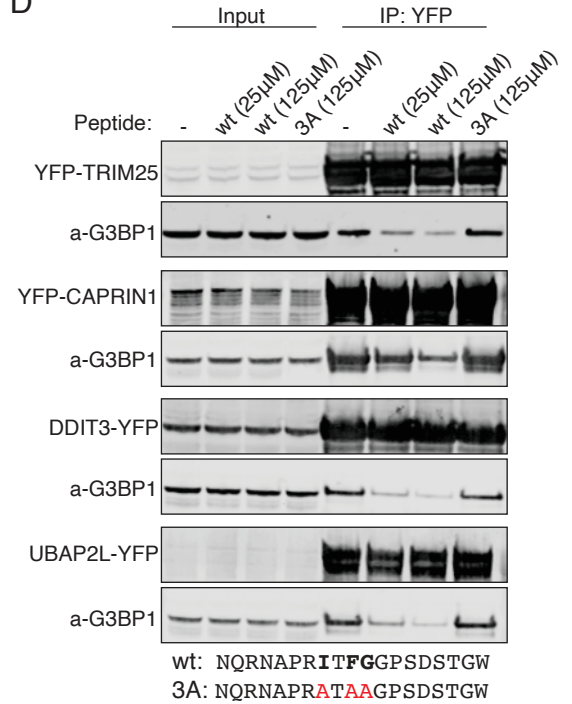 D
Input IP: YFP
Peptide: - wt (25µM) wt (125µM) 3A (125µM) - wt (25µM) wt (125µM) 3A (125µM)
YFP-TRIM25
a-G3BP1
YFP-CAPRIN1
a-G3BP1
DDIT3-YFP
a-G3BP1
UBAP2L-YFP
a-G3BP1
wt: NQRNAPRITFGGPSDSTGW
3A: NQRNAPRATAAGPSDSTGW